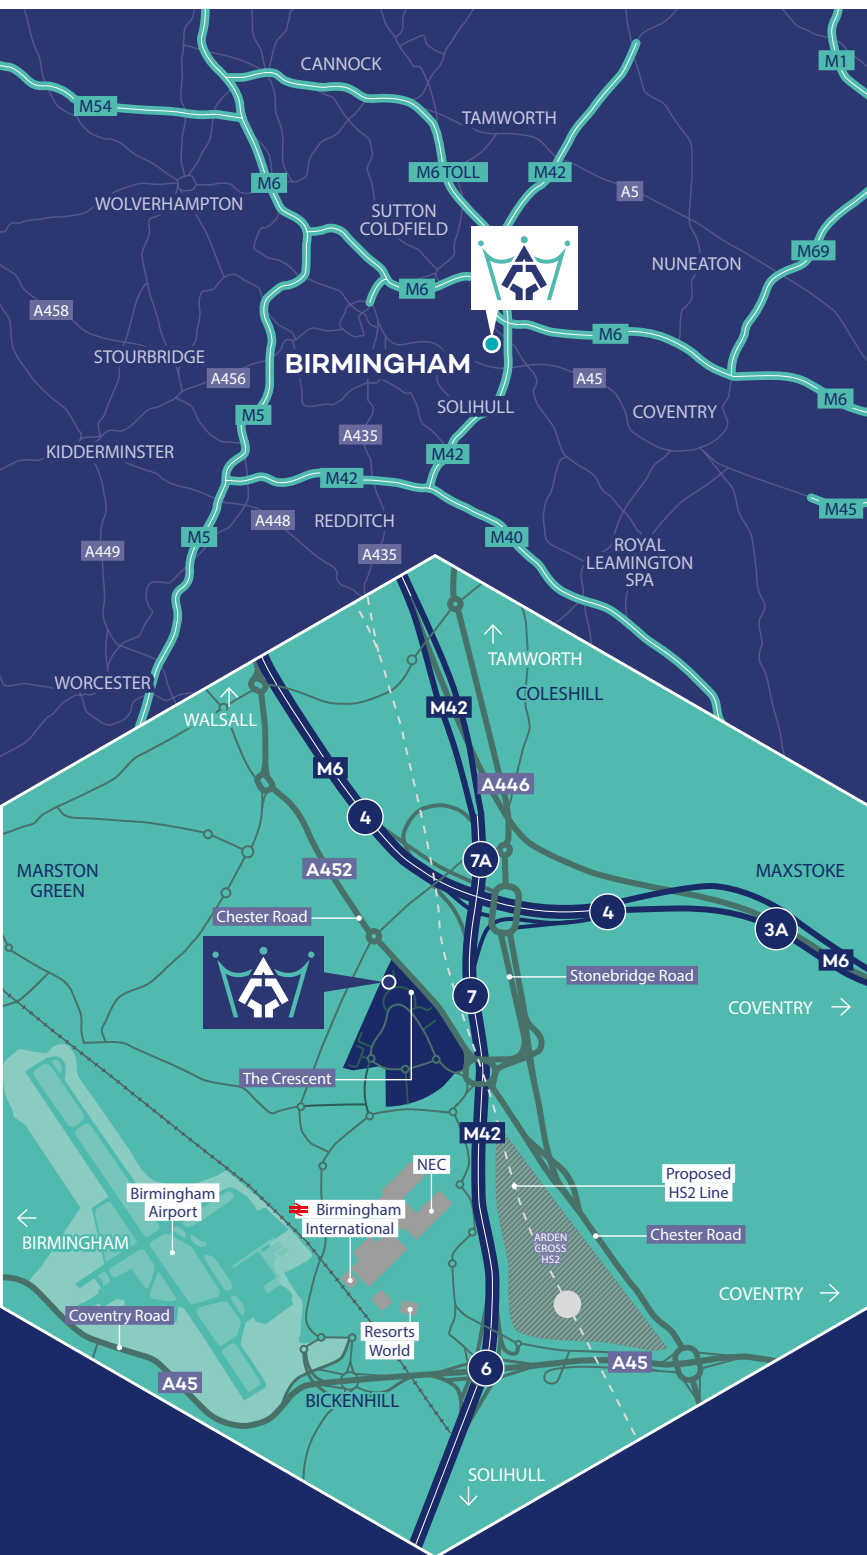 CANNOCK
M1
M54
TAMWORTH
M6 TOLL
M42
M6
A5
WOLVERHAMPTON
SUTTON
COLDFIELD
M69
NUNEATON
M6
A458
M6
STOURBRIDGE
BIRMINGHAM
A456
A45
M6
M5
SOLIHULL
COVENTRY
A435
KIDDERMINSTER
M42
M42
M45
A448
REDDITCH
M5
M40
A449
A435
ROYAL
LEAMINGTON
SPA
WORCESTER
TAMWORTH
COLESHILL
WALSALL
M42
M6
A446
4
7A
MARSTON
GREEN
A452
MAXSTOKE
Chester Road
4
3A
M6
Stonebridge Road
7
COVENTRY
The Crescent
M42
NEC
Proposed
HS2 Line
Birmingham
Airport
Birmingham
International
BIRMINGHAM
Chester Road
ARDEN
CROSS
HS2
COVENTRY
Coventry Road
Resorts
World
A45
6
A45
BICKENHILL
SOLIHULL